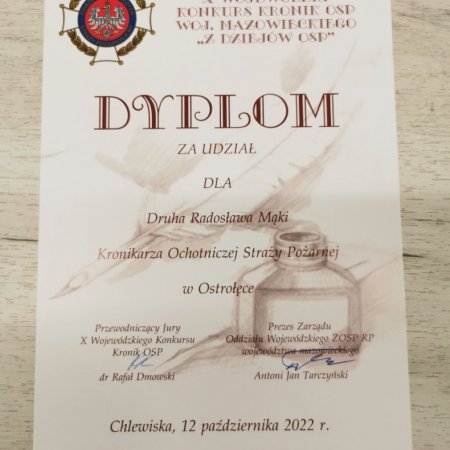 X WOJEWÓDZKI
KONKURS KRONIK OSP
WOJ. MAZOWIECKIEGO
„Z DZIEJÓW OSP”
DYPLOM
ZA UDZIAŁ
DLA
Druha Radosława Mąki
Kronikarza Ochotniczej Straży Pożarnej
w Ostrołęce
Przewodniczący Jury
X Wojewódzkiego Konkursu
Kronik OSP
dr Rafał Dmowski
Prezes Zarządu
Oddziału Wojewódzkiego ZOSP RP
województwa mazowieckiego
Antoni Jan Tarczyński
Chlewiska, 12 października 2022 r.